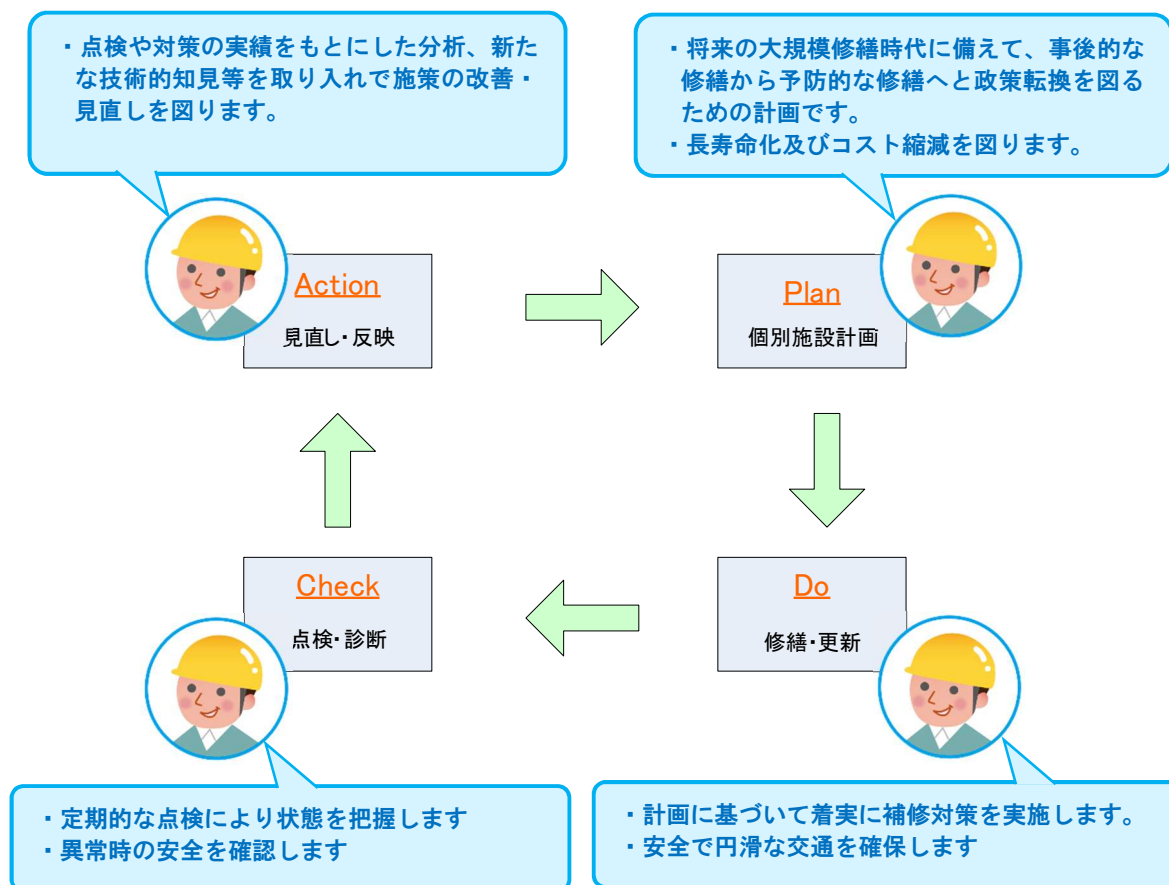 ・点検や対策の実績をもとにした分析、新た
な技術的知見等を取り入れで施策の改善・
見直しを図ります。
・将来の大規模修繕時代に備えて、事後的な
修繕から予防的な修繕へと政策転換を図る
ための計画です。
・長寿命化及びコスト縮減を図ります。
Action
見直し・反映
Plan
個別施設計画
Check
点検・診断
Do
修繕・更新
・定期的な点検により状態を把握します
・異常時の安全を確認します
・計画に基づいて着実に補修対策を実施します。
・安全で円滑な交通を確保します